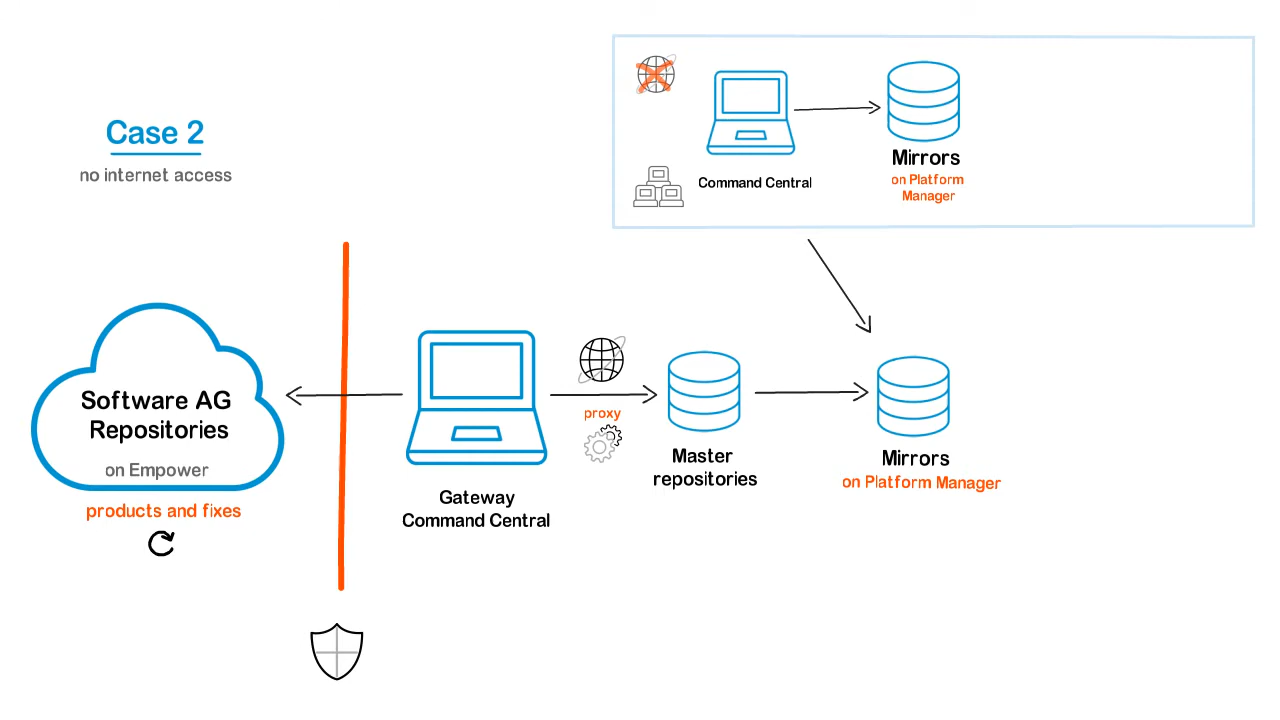 Case 2
no internet access
Command Central
Mirrors
on Platform
Manager
Software AG
Repositories
on Empower
products and fixes
Gateway
Command Central
proxy
Master
repositories
Mirrors
on Platform Manager